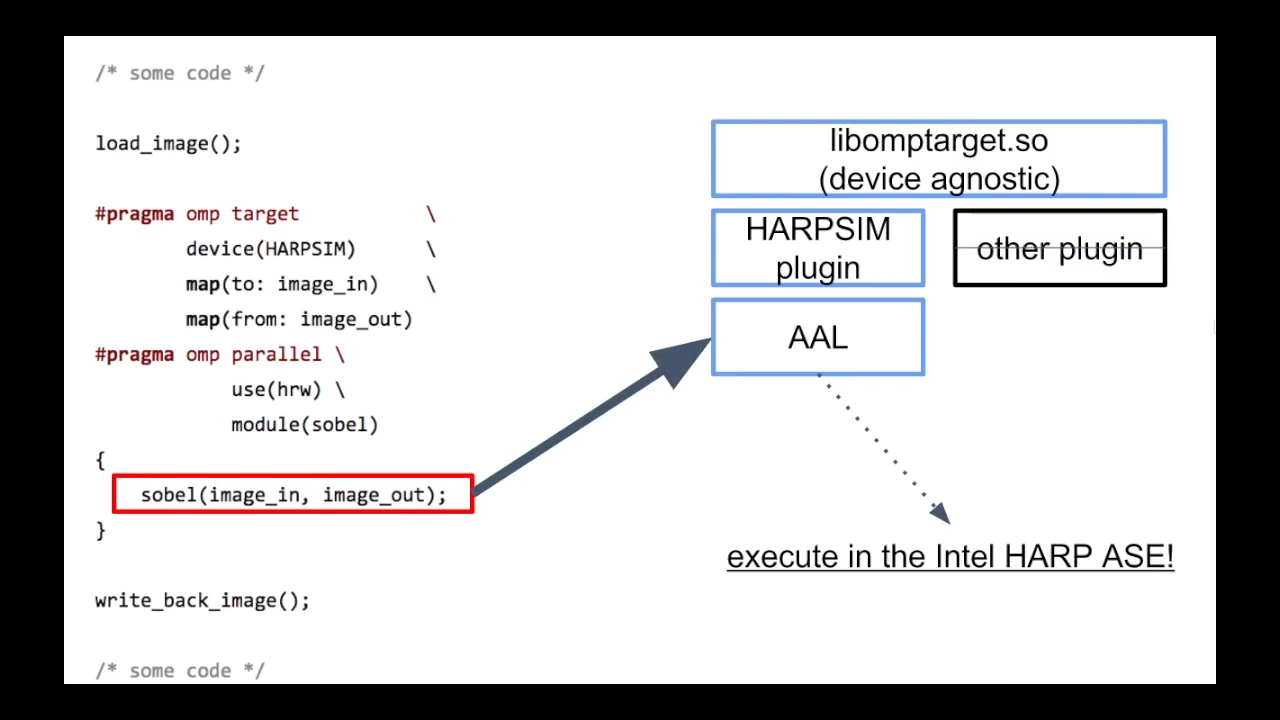 /* some code */
load_image();
#pragma omp target \
device(HARPSIM) \
map(to: image_in) \
map(from: image_out)
#pragma omp parallel \
use(hrw) \
module(sobel)
{
sobel(image_in, image_out);
}
write_back_image();
/* some code */
libomptarget.so
(device agnostic)
HARPSIM
plugin
other plugin
AAL
execute in the Intel HARP ASE!